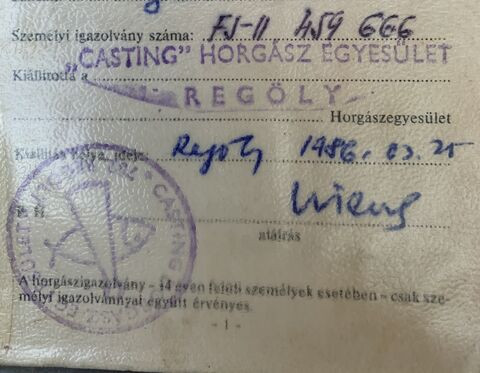 Személyi igazolvány száma: FJ-II 459 666
„CASTING” HORGÁSZ EGYESÜLET
Kiállította a
REGÖLY
Horgászegyesület
Kiállítás helye, ideje: Regöly 1986. 03. 25
P. H.
aláírás
CASTING
A horgászigazolvány – 14 éven felüli személyek esetében – csak sze-
mélyi igazolvánnyal együtt érvényes.
– 1 –